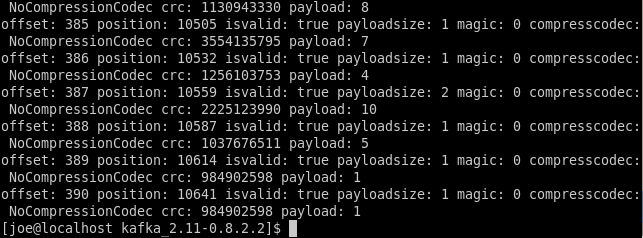 NoCompressionCodec crc: 1130943330 payload: 8
offset: 385 position: 10505 isvalid: true payloadsize: 1 magic: 0 compresscodec:
NoCompressionCodec crc: 3554135795 payload: 7
offset: 386 position: 10532 isvalid: true payloadsize: 1 magic: 0 compresscodec:
NoCompressionCodec crc: 1256103753 payload: 4
offset: 387 position: 10559 isvalid: true payloadsize: 2 magic: 0 compresscodec:
NoCompressionCodec crc: 2225123990 payload: 10
offset: 388 position: 10587 isvalid: true payloadsize: 1 magic: 0 compresscodec:
NoCompressionCodec crc: 1037676511 payload: 5
offset: 389 position: 10614 isvalid: true payloadsize: 1 magic: 0 compresscodec:
NoCompressionCodec crc: 984902598 payload: 1
offset: 390 position: 10641 isvalid: true payloadsize: 1 magic: 0 compresscodec:
NoCompressionCodec crc: 984902598 payload: 1
[joe@localhost kafka_2.11-0.8.2.2]$